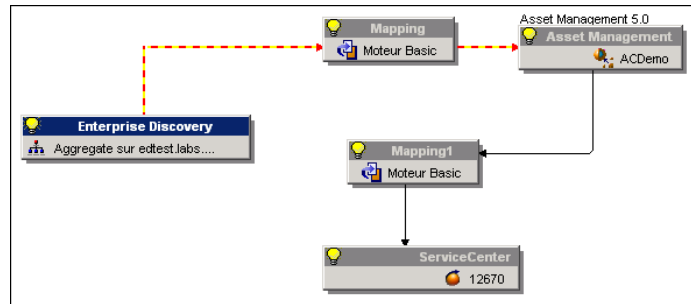 Mapping
Moteur Basic
Asset Management 5.0
Asset Management
ACDemo
Enterprise Discovery
Aggregate sur edtest.labs....
Mapping1
Moteur Basic
ServiceCenter
12670